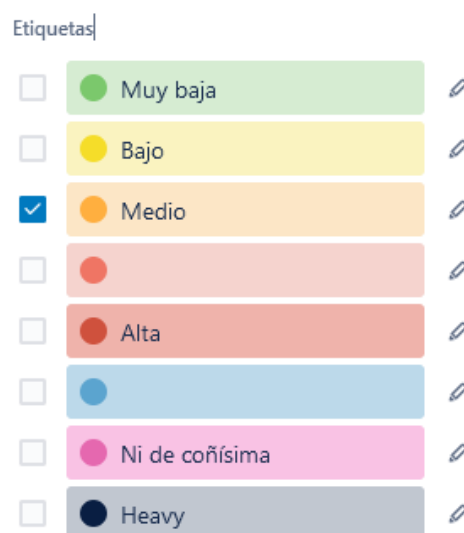 Etiquetas
Muy baja
Bajo
Medio
Alta
Ni de coñísima
Heavy